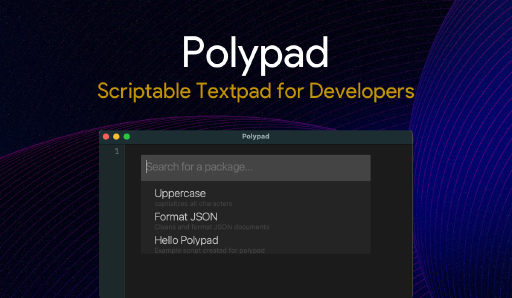 Polypad
Scriptable Textpad for Developers
Polypad
1
Search for a package...
Uppercase
capitalizes all characters
Format JSON
Cleans and format JSON documents
Hello Polypad
Example script created for polypad